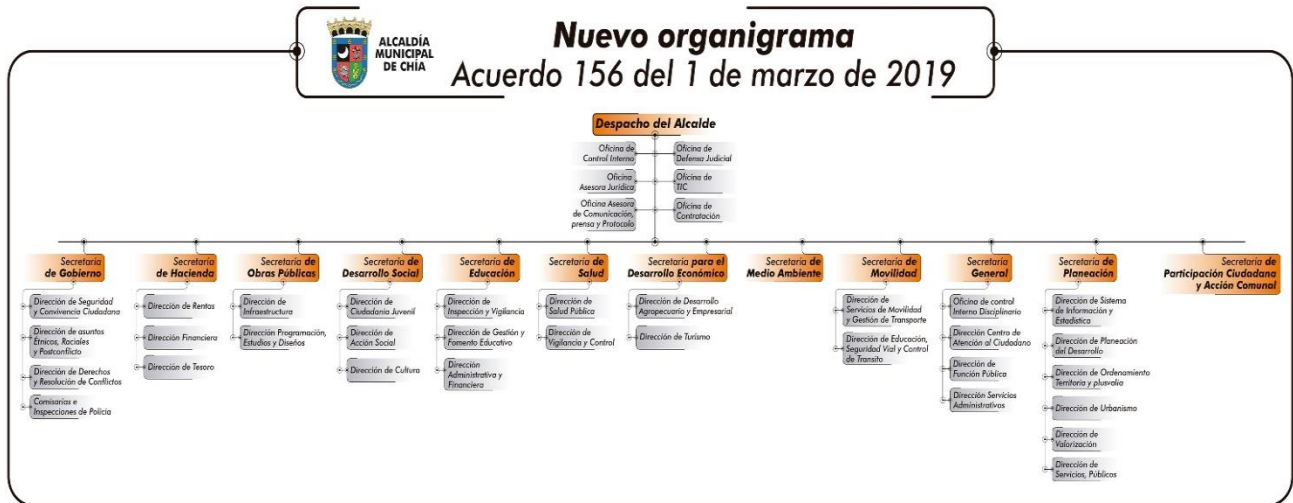 ALCALDÍA
MUNICIPAL
DE CHÍA
Nuevo organigrama
Acuerdo 156 del 1 de marzo de 2019
Despacho del Alcalde
Oficina de
Control Interno
Oficina de
Defensa Judicial
Oficina
Asesora Jurídica
Oficina de
TIC
Oficina Asesora
de Comunicación,
prensa y Protocolo
Oficina de
Contratación
Secretaría
de Gobierno
Dirección de Seguridad
y Convivencia Ciudadana
Dirección de asuntos
Étnicos, Raciales
y Postconflicto
Dirección de Derechos
y Resolución de Conflictos
Comisarías e
Inspecciones de Policía
Secretaría
de Hacienda
Dirección de Rentas
Dirección Financiera
Dirección de Tesoro
Secretaría de
Obras Públicas
Dirección de
Infraestructura
Dirección Programación,
Estudios y Diseños
Secretaría de
Desarrollo Social
Dirección de
Ciudadanía Juvenil
Dirección de
Acción Social
Dirección de Cultura
Secretaría de
Educación
Dirección de
Inspección y Vigilancia
Dirección de Gestión y
Fomento Educativo
Dirección
Administrativa y
Financiera
Secretaría de
Salud
Dirección de
Salud Pública
Dirección de
Vigilancia y Control
Secretaría para el
Desarrollo Económico
Dirección de Desarrollo
Agropecuario y Empresarial
Dirección de Turismo
Secretaría de
Medio Ambiente
Secretaría de
Movilidad
Dirección de
Servicios de Movilidad
y Gestión de Transporte
Dirección de Educación,
Seguridad Vial y Control
de Transito
Secretaría
General
Oficina de control
Interno Disciplinario
Dirección Centro de
Atención al Ciudadano
Dirección de
Función Pública
Dirección Servicios
Administrativos
Secretaría de
Planeación
Dirección de Sistema
de Información y
Estadística
Dirección de Planeación
del Desarrollo
Dirección de Ordenamiento
Territoria y plusvalía
Dirección de Urbanismo
Dirección de
Valorización
Dirección de
Servicios, Públicos
Secretaría de
Participación Ciudadana
y Acción Comunal